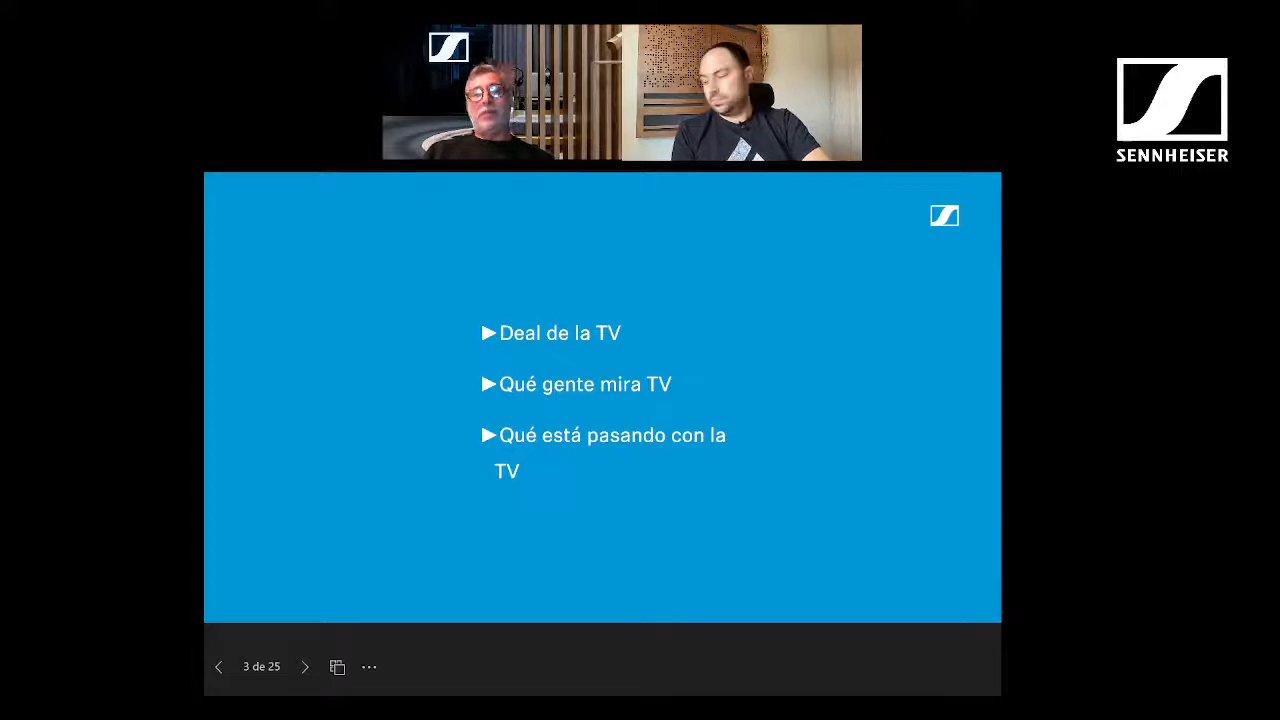 SENNHEISER
►Deal de la TV
►Qué gente mira TV
►Qué está pasando con la
TV
3 de 25